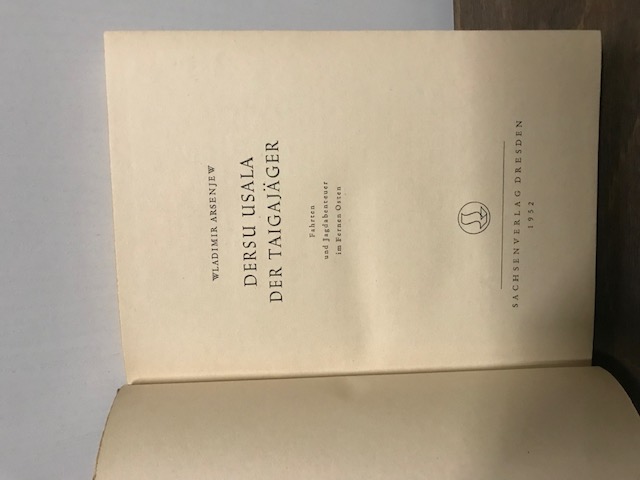 WLADIMIR ARSENJEW
DERSU USALA
DER TAIGAJÄGER
Fahrten
und Jagdabenteuer
im Fernen Osten
SACHSENVERLAG DRESDEN
1952